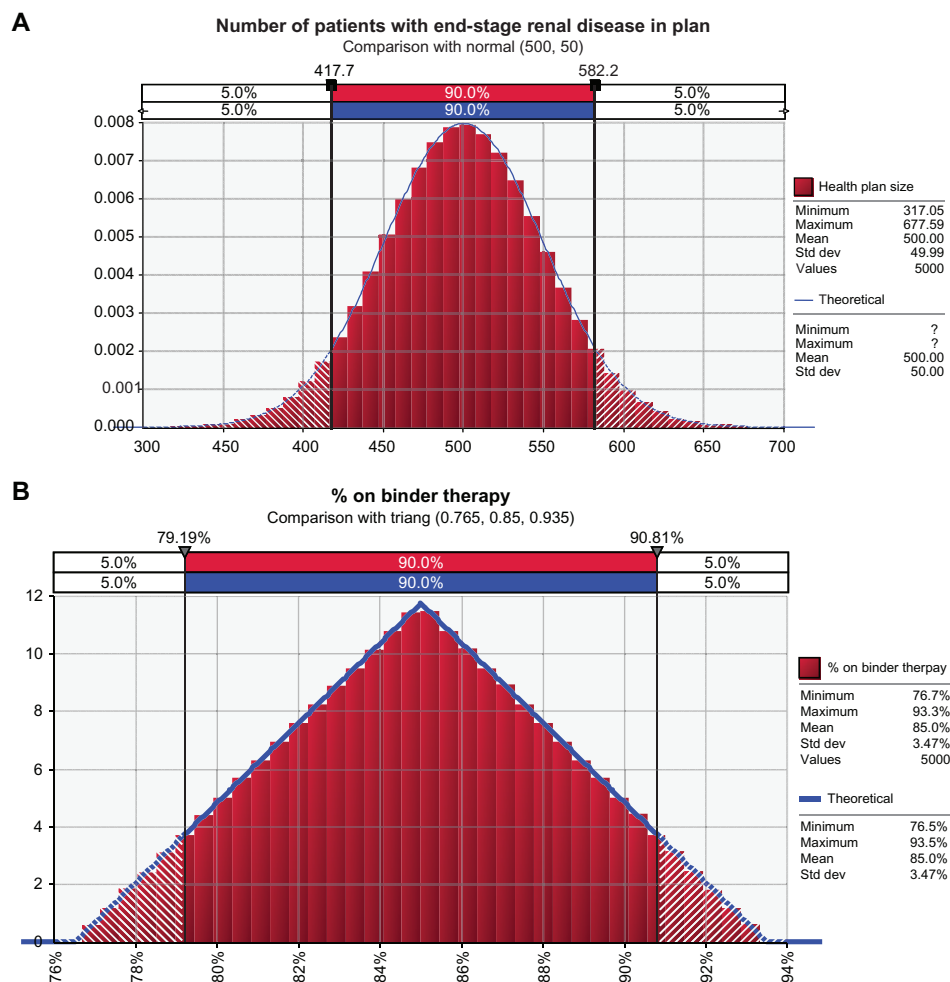 A
Number of patients with end-stage renal disease in plan
Comparison with normal (500, 50)
417.7 582.2
5.0% 90.0% 5.0%
5.0% 90.0% 5.0%
0.008
0.007
0.006
0.005
0.004
0.003
0.002
0.001
0.000
300 450 400 450 500 550 600 650 700
Health plan size
Minimum 317.05
Maximum 677.59
Mean 500.00
Std dev 49.99
Values 5000
Theoretical
Minimum ?
Maximum ?
Mean 500.00
Std dev 50.00
B
% on binder therapy
Comparison with triang (0.765, 0.85, 0.935)
79.19% 90.81%
5.0% 90.0% 5.0%
5.0% 90.0% 5.0%
12
10
8
6
4
2
0
76% 78% 80% 82% 84% 86% 88% 90% 92% 94%
% on binder therpay
Minimum 76.7%
Maximum 93.3%
Mean 85.0%
Std dev 3.47%
Values 5000
Theoretical
Minimum 76.5%
Maximum 93.5%
Mean 85.0%
Std dev 3.47%